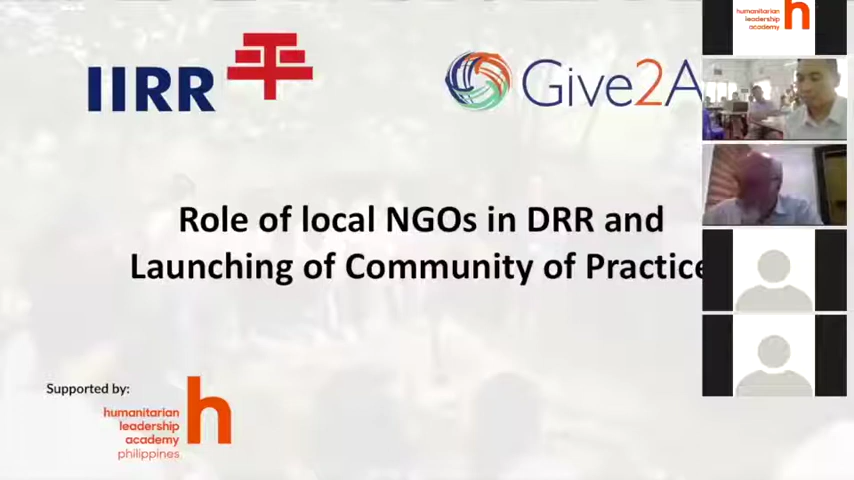 IIRR
Give2A
Role of local NGOs in DRR and
Launching of Community of Practice
Supported by:
humanitarian
leadership
academy
philippines
h
humanitarian
leadership
academy
h